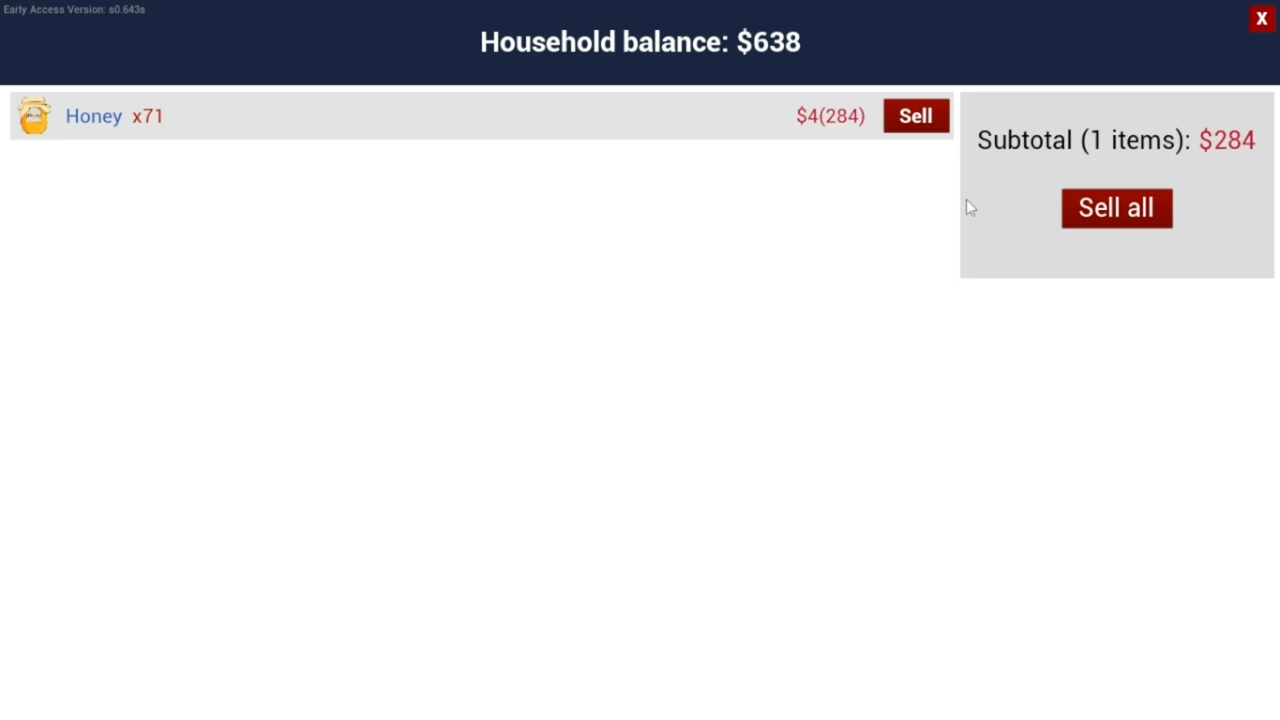 Early Access Version: s0.643s
X
Household balance: $638
Honey x71 $4(284) Sell
Subtotal (1 items): $284
Sell all